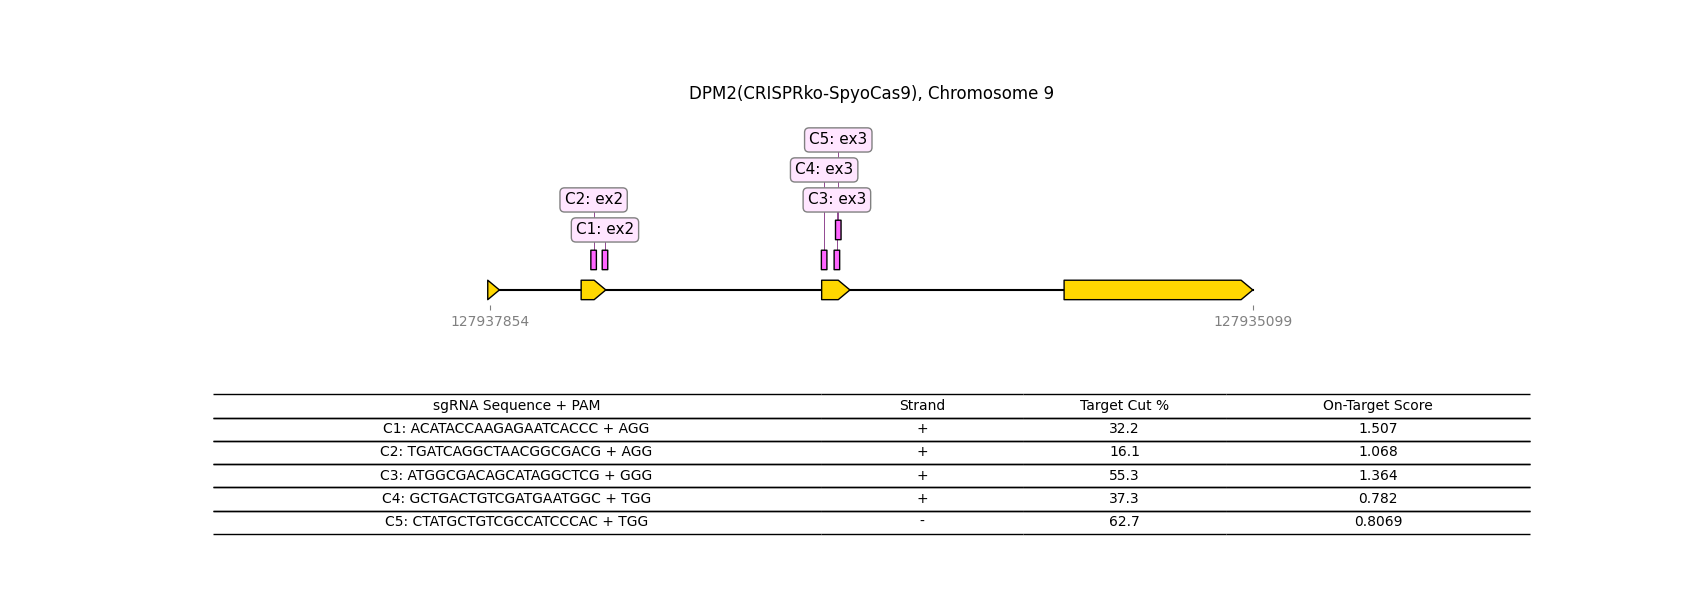 DPM2(CRISPRko-SpyoCas9), Chromosome 9
C5: ex3
C4: ex3
C2: ex2
C3: ex3
C1: ex2
127937854
127935099
sgRNA Sequence + PAM Strand Target Cut % On-Target Score
C1: ACATACCAAGAGAATCACCC + AGG + 32.2 1.507
C2: TGATCAGGCTAACGGCGACG + AGG + 16.1 1.068
C3: ATGGCGACAGCATAGGCTCG + GGG + 55.3 1.364
C4: GCTGACTGTCGATGAATGGC + TGG + 37.3 0.782
C5: CTATGCTGTCGCCATCCCAC + TGG - 62.7 0.8069